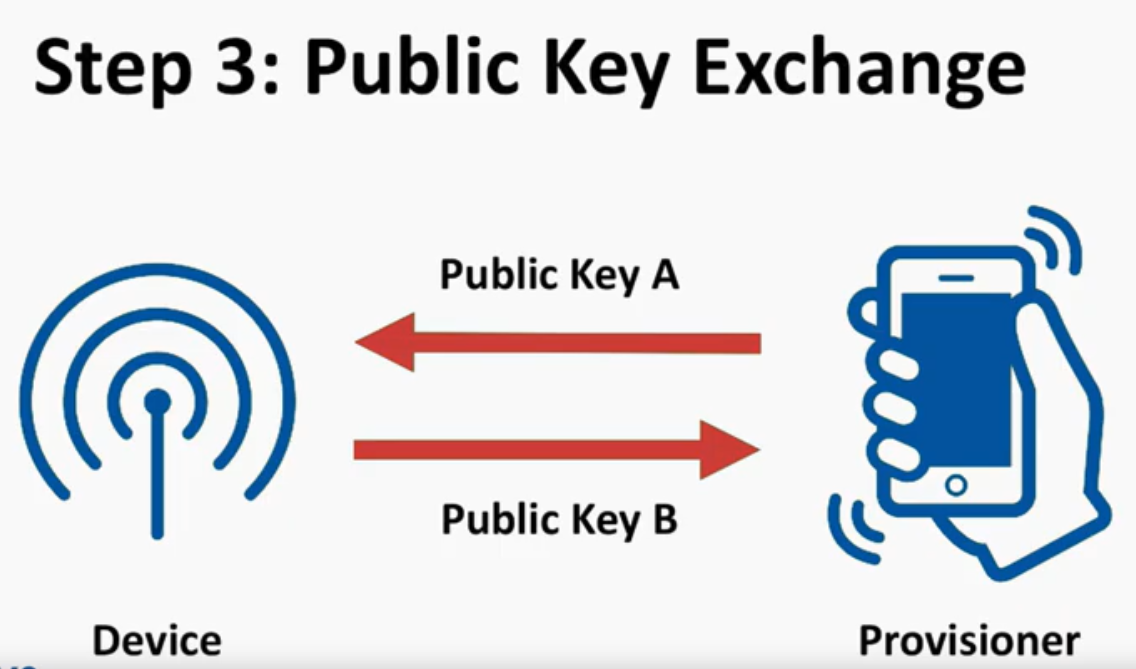 Step 3: Public Key Exchange
Public Key A
Public Key B
Device
Provisioner